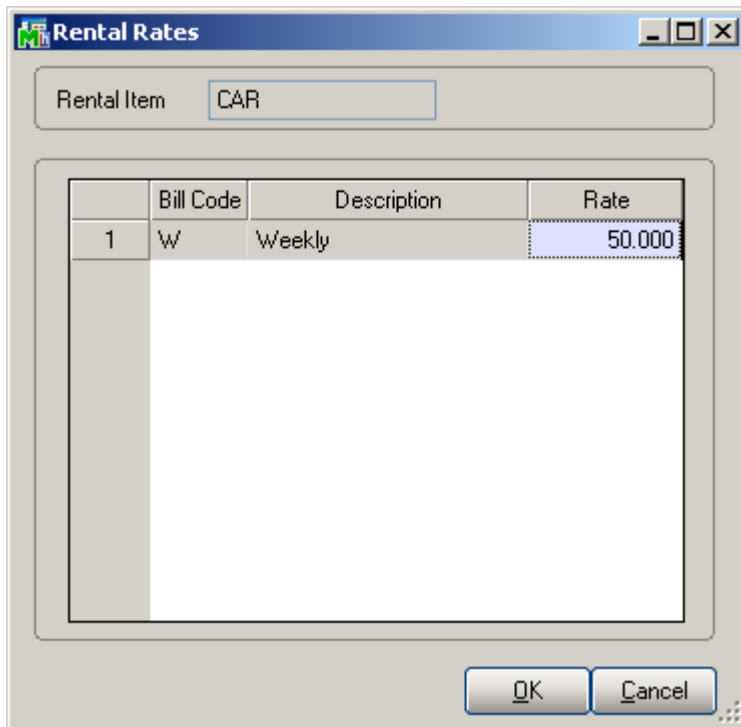 Rental Rates
Rental Item CAR
Bill Code Description Rate
1 W Weekly 50.000
OK Cancel